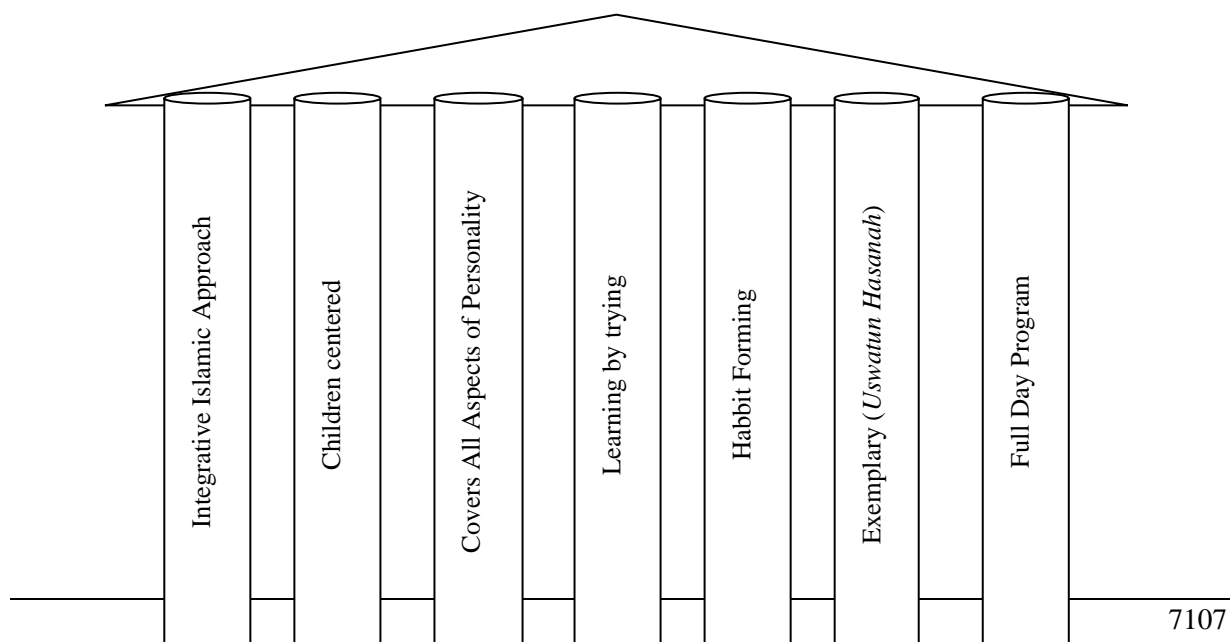 Integrative Islamic Approach
Children centered
Covers All Aspects of Personality
Learning by trying
Habbit Forming
Exemplary (Uswatun Hasanah)
Full Day Program
7107